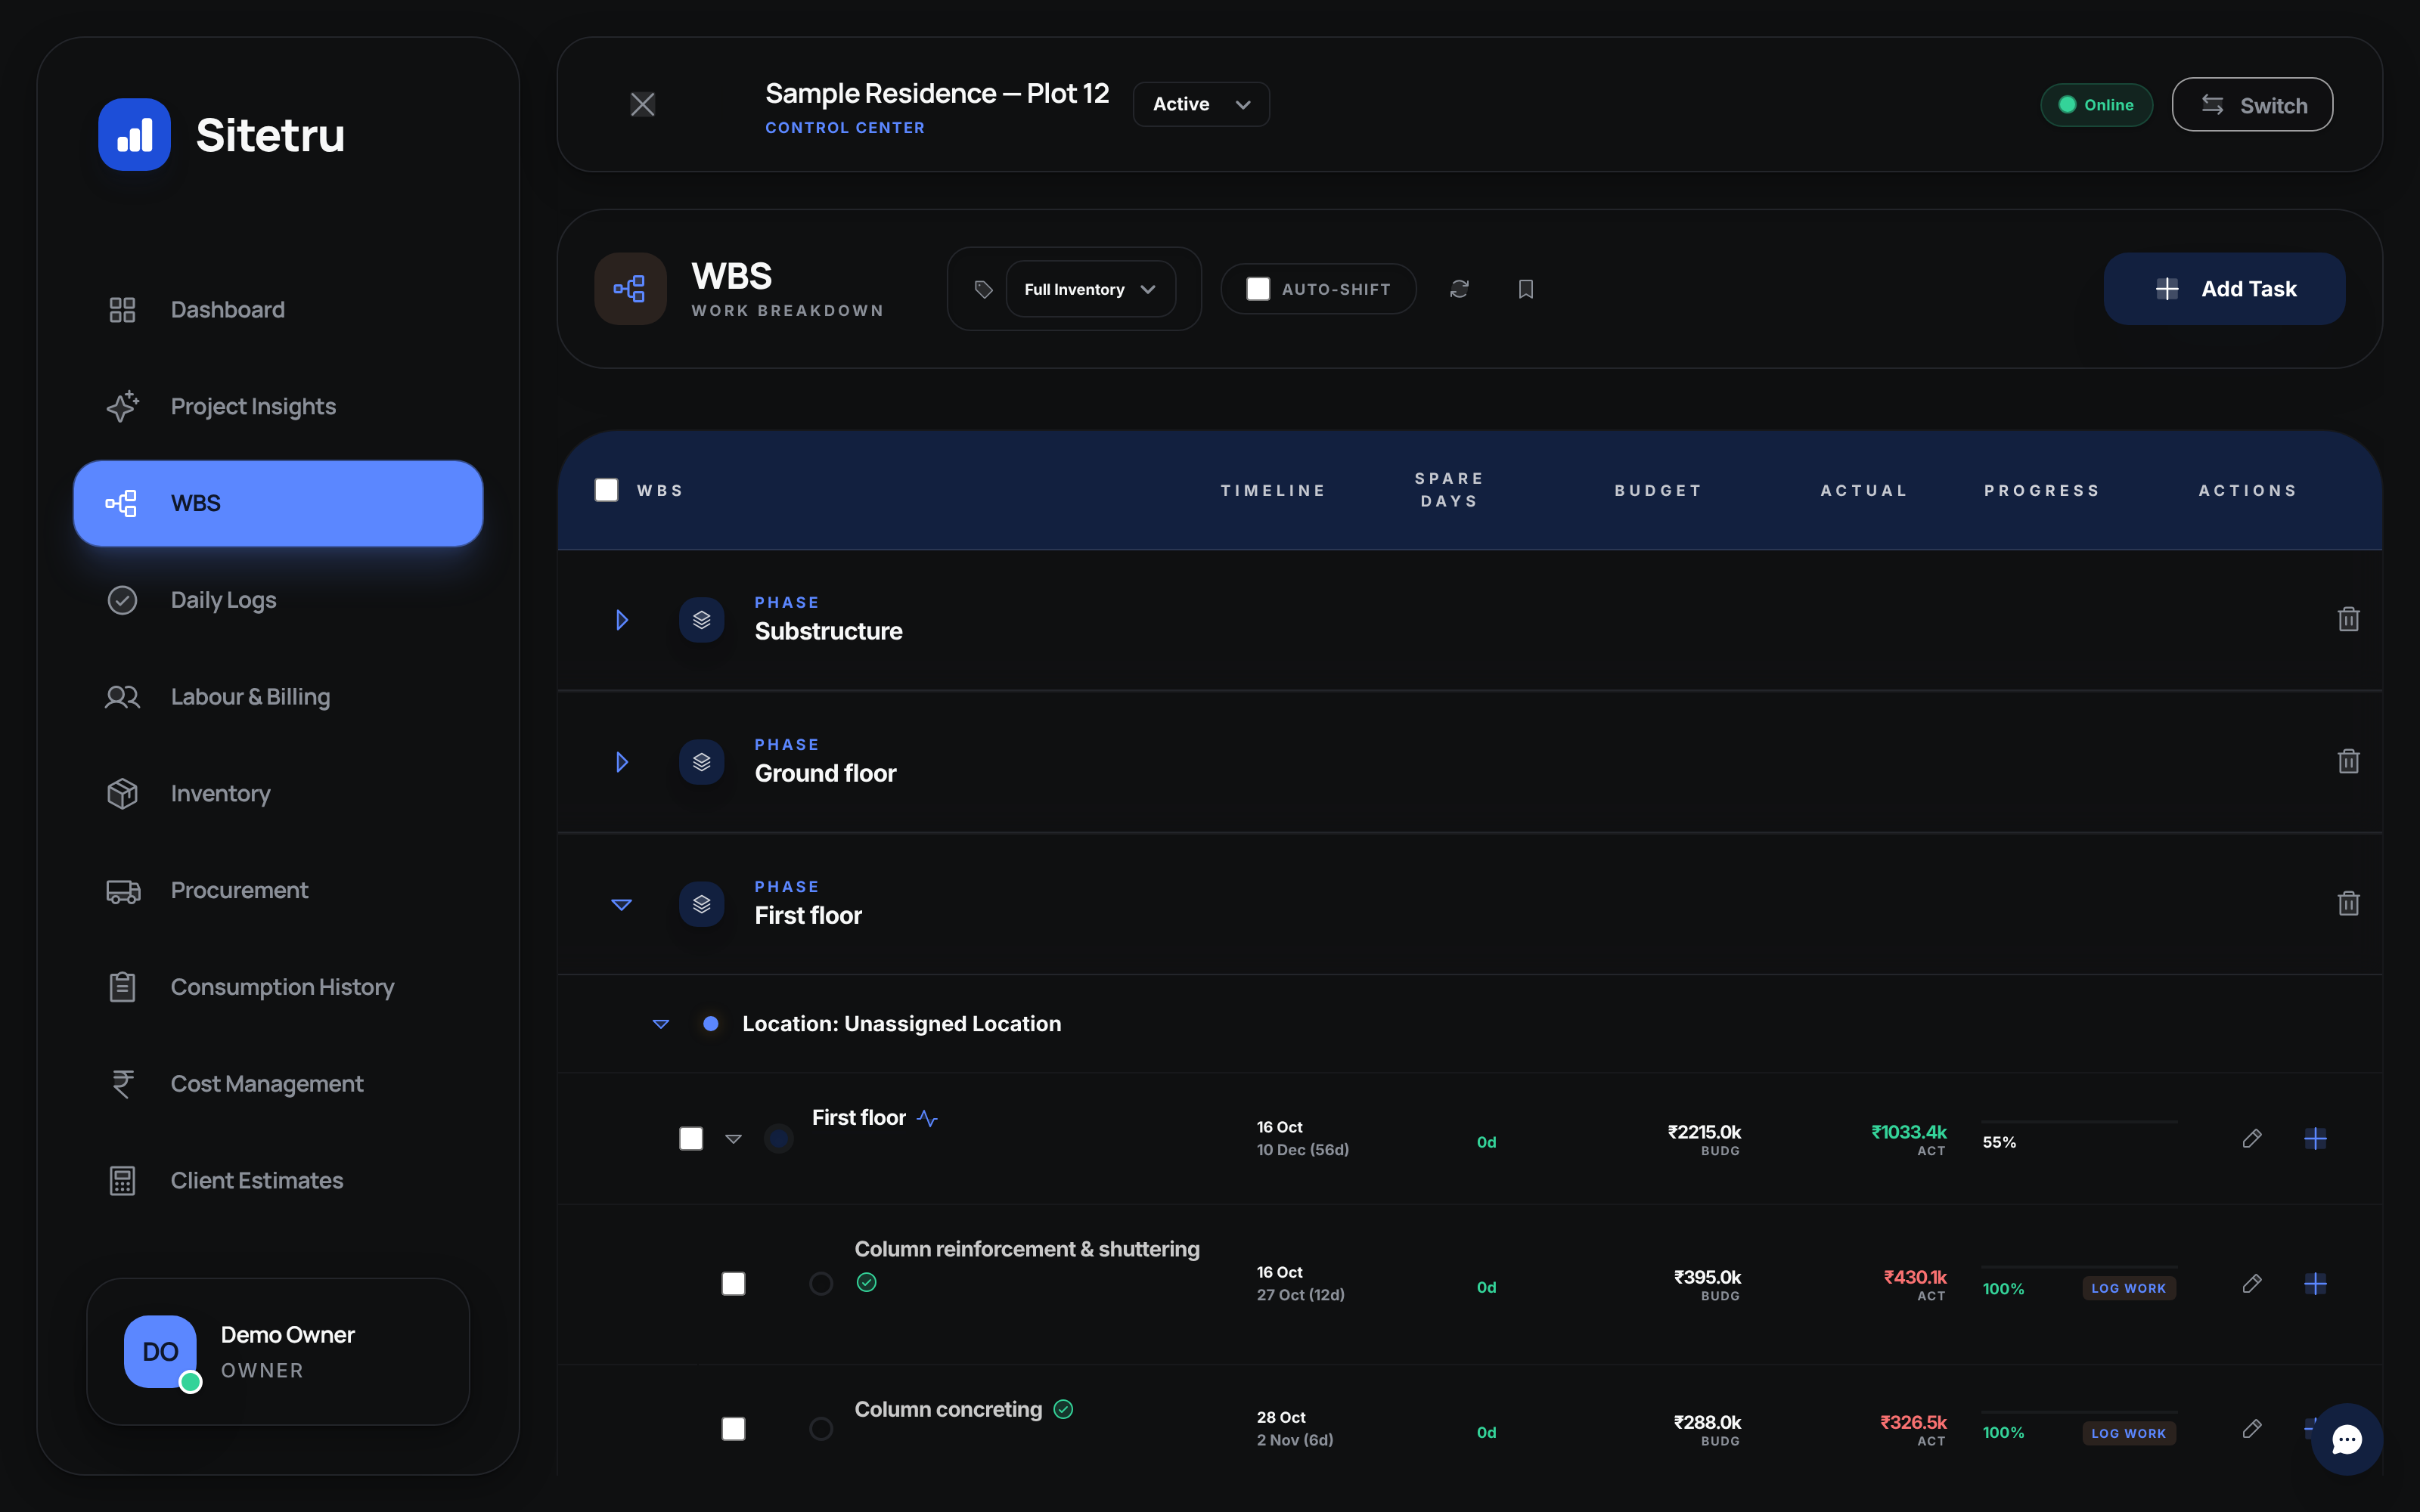 Sitetru
Dashboard
Project Insights
WBS
Daily Logs
Labour & Billing
Inventory
Procurement
Consumption History
Cost Management
Client Estimates
DO
Demo Owner
OWNER
Sample Residence — Plot 12
CONTROL CENTER
Active
Online
Switch
WBS
WORK BREAKDOWN
Full Inventory
AUTO-SHIFT
Add Task
WBS
TIMELINE
SPARE
DAYS
BUDGET
ACTUAL
PROGRESS
ACTIONS
PHASE
Substructure
PHASE
Ground floor
PHASE
First floor
Location: Unassigned Location
First floor
16 Oct
10 Dec (56d)
0d
₹2215.0k
BUDG
₹1033.4k
ACT
55%
Column reinforcement & shuttering
16 Oct
27 Oct (12d)
0d
₹395.0k
BUDG
₹430.1k
ACT
100%
LOG WORK
Column concreting
28 Oct
2 Nov (6d)
0d
₹288.0k
BUDG
₹326.5k
ACT
100%
LOG WORK